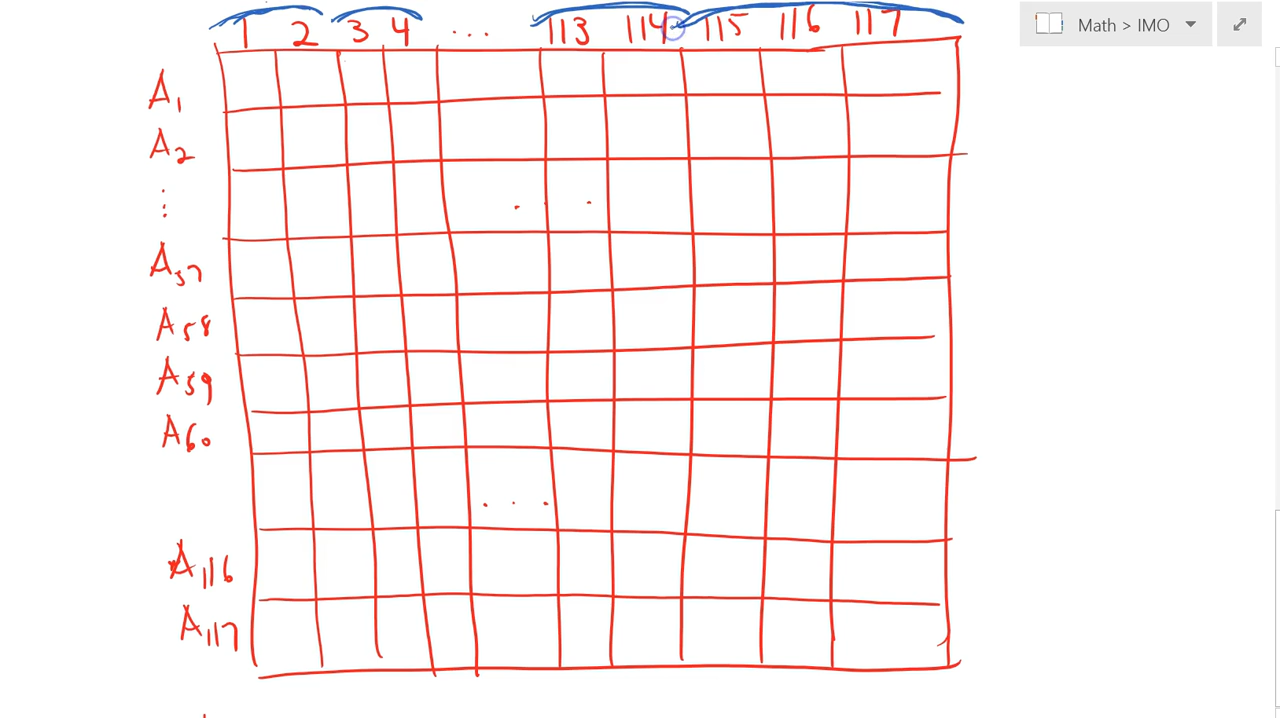 Math > IMO
1 2 3 4 ... 113 114 115 116 117
A1
A2
⋮
. .
A57
A58
A59
A60
...
A116
A117